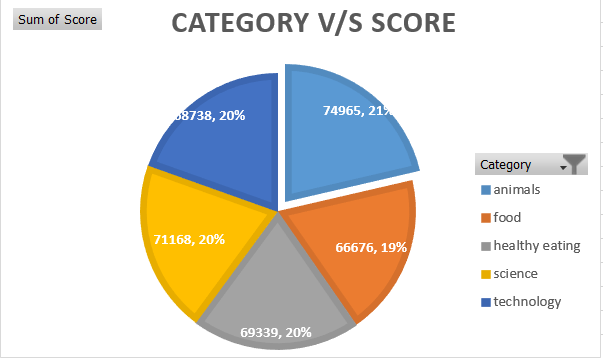 Sum of Score
CATEGORY V/S SCORE
68738, 20%
74965, 21%
Category
animals
food
71168, 20%
66676, 19%
healthy eating
science
technology
69339, 20%